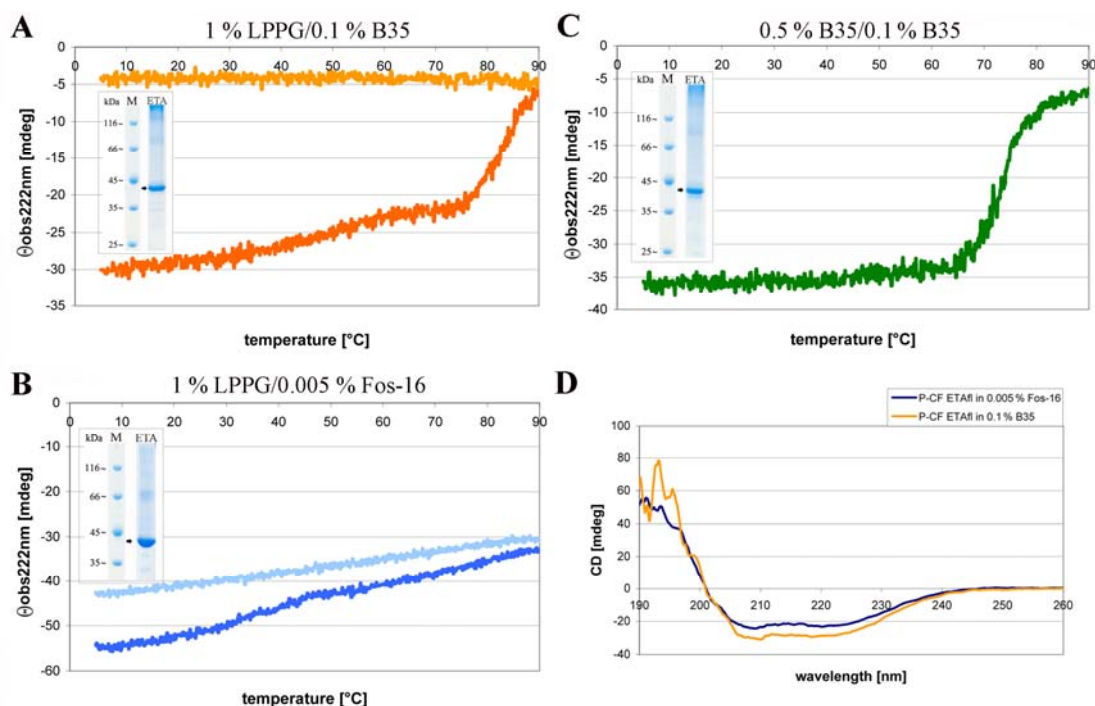 A
1 % LPPG/0.1 % B35
0 10 20 30 40 50 60 70 80 90
0
-5
-10
-15
-20
-25
-30
-35
Θobs222nm [mdeg]
kDa M ETA
116–
66–
45–
35–
25–
temperature [°C]
C
0.5 % B35/0.1 % B35
0 10 20 30 40 50 60 70 80 90
0
-5
-10
-15
-20
-25
-30
-35
-40
Θobs222nm [mdeg]
kDa M ETA
116–
66–
45–
35–
25–
temperature [°C]
B
1 % LPPG/0.005 % Fos-16
0 10 20 30 40 50 60 70 80 90
0
-10
-20
-30
-40
-50
-60
Θobs222nm [mdeg]
kDa M ETA
116–
66–
45–
35–
temperature [°C]
D
P-CF ETAfl in 0.005 % Fos-16
P-CF ETAfl in 0.1 % B35
100
80
60
40
20
0
-20
-40
CD [mdeg]
190 200 210 220 230 240 250 260
wavelength [nm]